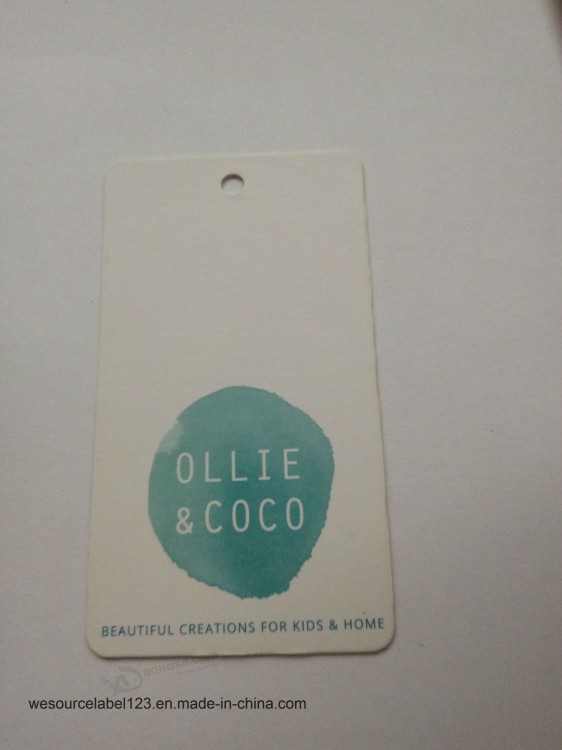 OLLIE
& COCO
BEAUTIFUL CREATIONS FOR KIDS & HOME
wesourcelabel123.en.made-in-china.com